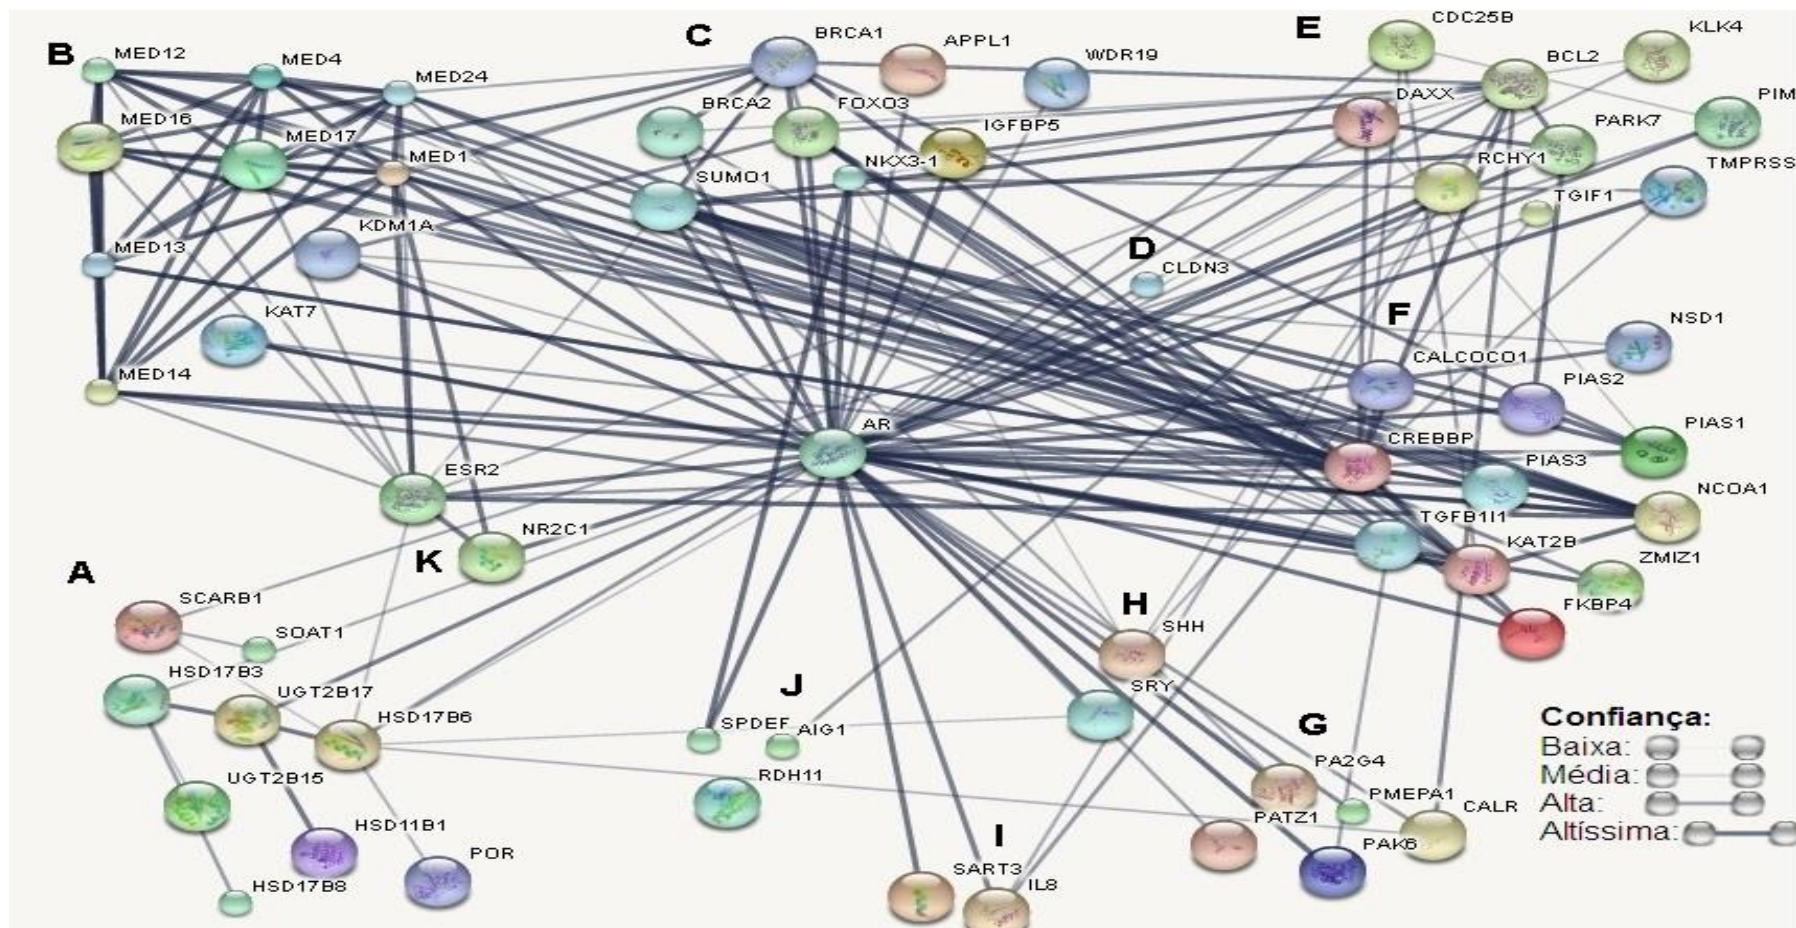 B
MED12
MED4
MED24
MED16
MED17
MED1
KDM1A
MED13
KAT7
MED14
C
BRCA1
APPL1
WDR19
BRCA2
FOXO3
IGFBP5
NKX3-1
SUMO1
E
CDC25B
KLK4
BCL2
DAXX
PIM
PARK7
RCHY1
TMPRSS
TGIF1
D
CLDN3
F
NSD1
CALCOCO1
PIAS2
PIAS1
CREBBP
PIAS3
NCOA1
TGFB1I1
KAT2B
ZMIZ1
FKBP4
AR
ESR2
NR2C1
K
A
SCARB1
SOAT1
HSD17B3
UGT2B17
HSD17B6
UGT2B15
HSD11B1
POR
HSD17B8
J
SPDEF
AIG1
RDH11
H
SHH
SRY
I
SART3
IL8
G
PA2G4
PMEPA1
CALR
PATZ1
PAK6
Confiança:
Baixa:
Média:
Alta:
Altíssima: